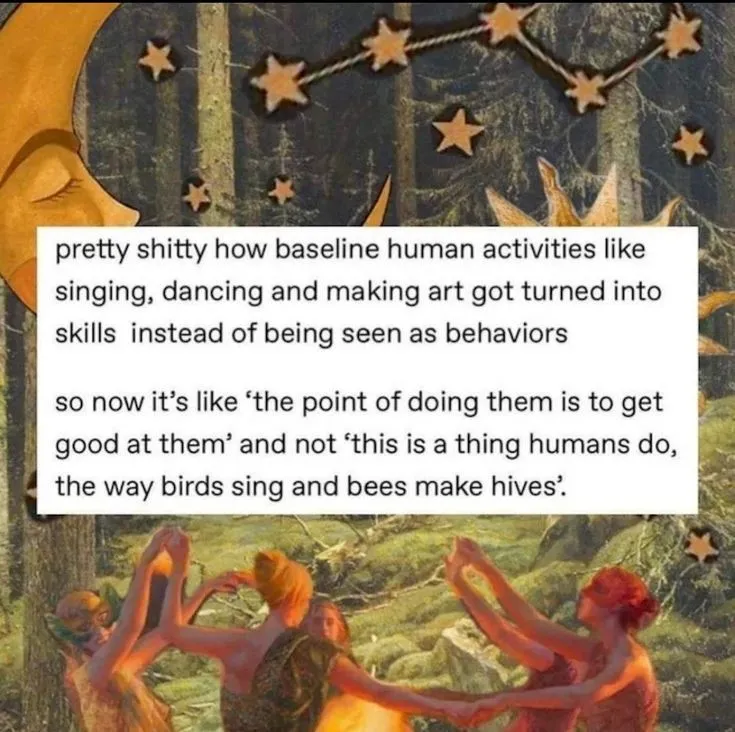 pretty shitty how baseline human activities like
singing, dancing and making art got turned into
skills  instead of being seen as behaviors
so now it's like ‘the point of doing them is to get
good at them’ and not ‘this is a thing humans do,
the way birds sing and bees make hives’.